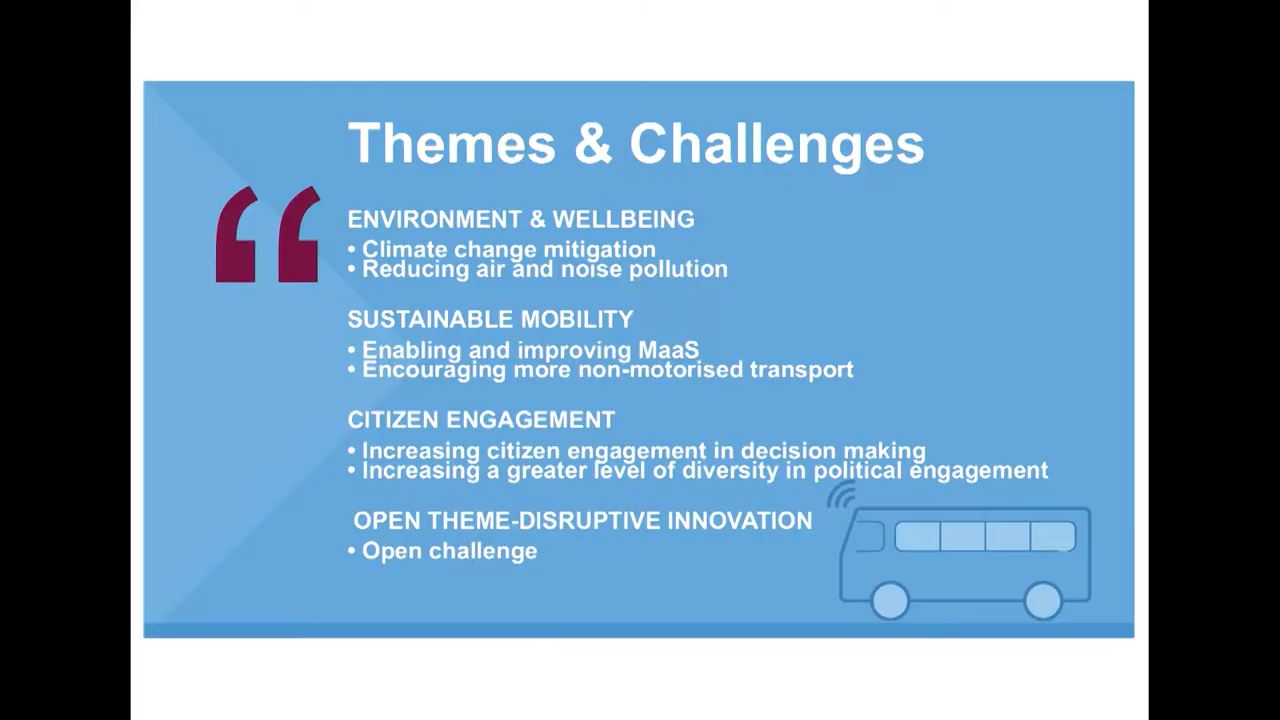 Themes & Challenges
ENVIRONMENT & WELLBEING
• Climate change mitigation
• Reducing air and noise pollution
SUSTAINABLE MOBILITY
• Enabling and improving MaaS
• Encouraging more non-motorised transport
CITIZEN ENGAGEMENT
• Increasing citizen engagement in decision making
• Increasing a greater level of diversity in political engagement
OPEN THEME-DISRUPTIVE INNOVATION
• Open challenge